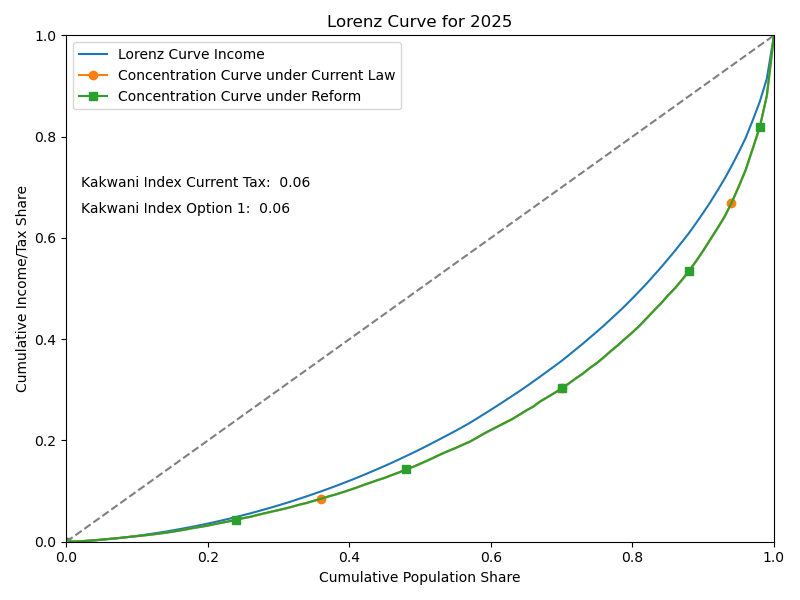 Lorenz Curve for 2025
Lorenz Curve Income
Concentration Curve under Current Law
Concentration Curve under Reform
Kakwani Index Current Tax:  0.06
Kakwani Index Option 1:  0.06
Cumulative Income/Tax Share
1.0
0.8
0.6
0.4
0.2
0.0
0.0 0.2 0.4 0.6 0.8 1.0
Cumulative Population Share